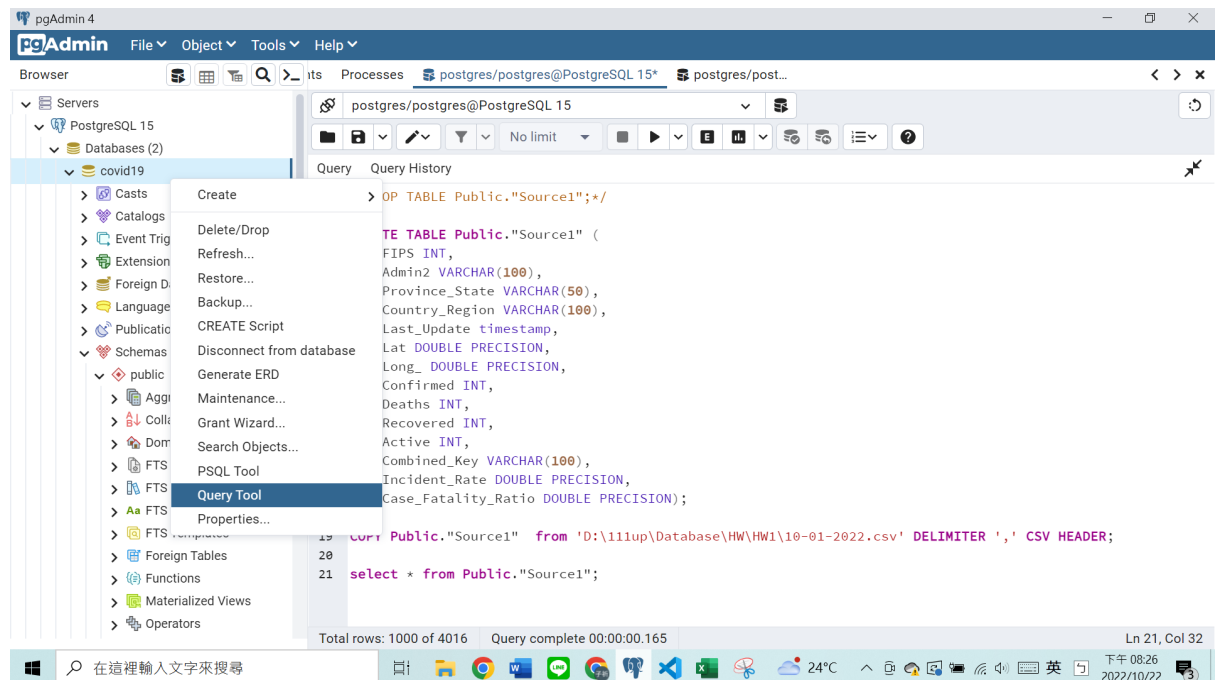 pgAdmin 4
pgAdmin File Object Tools Help
Browser
nts Processes postgres/postgres@PostgreSQL 15* postgres/post...
Servers
PostgreSQL 15
Databases (2)
covid19
Casts
Catalogs
Event Trig
Extension
Foreign D
Language
Publicatio
Schemas
public
Aggr
Colla
Dom
FTS
FTS
Aa FTS
FTS Templates
Foreign Tables
Functions
Materialized Views
Operators
Create
Delete/Drop
Refresh...
Restore...
Backup...
CREATE Script
Disconnect from database
Generate ERD
Maintenance...
Grant Wizard...
Search Objects...
PSQL Tool
Query Tool
Properties...
postgres/postgres@PostgreSQL 15
No limit
E
Query Query History
OP TABLE Public."Source1";*/
TE TABLE Public."Source1" (
FIPS INT,
Admin2 VARCHAR(100),
Province_State VARCHAR(50),
Country_Region VARCHAR(100),
Last_Update timestamp,
Lat DOUBLE PRECISION,
Long_ DOUBLE PRECISION,
Confirmed INT,
Deaths INT,
Recovered INT,
Active INT,
Combined_Key VARCHAR(100),
Incident_Rate DOUBLE PRECISION,
Case_Fatality_Ratio DOUBLE PRECISION);
19 COPY Public."Source1" from 'D:\111up\Database\HW\HW1\10-01-2022.csv' DELIMITER ',' CSV HEADER;
20
21 select * from Public."Source1";
Total rows: 1000 of 4016 Query complete 00:00:00.165 Ln 21, Col 32
在這裡輸入文字來搜尋 24°C 英 下午 08:26
2022/10/22 3